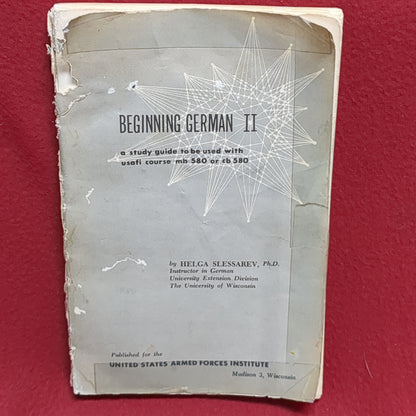 BEGINNING GERMAN II
a study guide to be used with
usafi course mb 580 or cb 580
by HELGA SLESSAREV, Ph.D.
Instructor in German
University Extension Division
The University of Wisconsin
Published for the
UNITED STATES ARMED FORCES INSTITUTE
Madison 3, Wisconsin